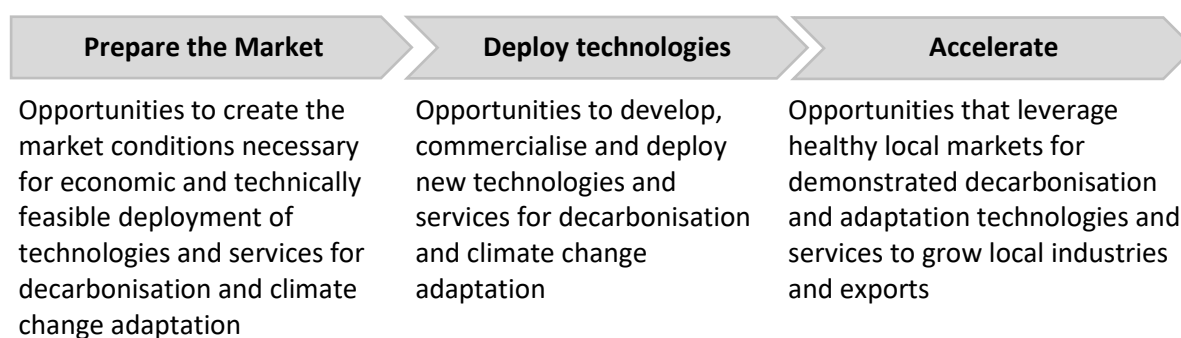 Prepare the Market
Deploy technologies
Accelerate
Opportunities to create the
market conditions necessary
for economic and technically
feasible deployment of
technologies and services for
decarbonisation and climate
change adaptation
Opportunities to develop,
commercialise and deploy
new technologies and
services for decarbonisation
and climate change
adaptation
Opportunities that leverage
healthy local markets for
demonstrated decarbonisation
and adaptation technologies and
services to grow local industries
and exports